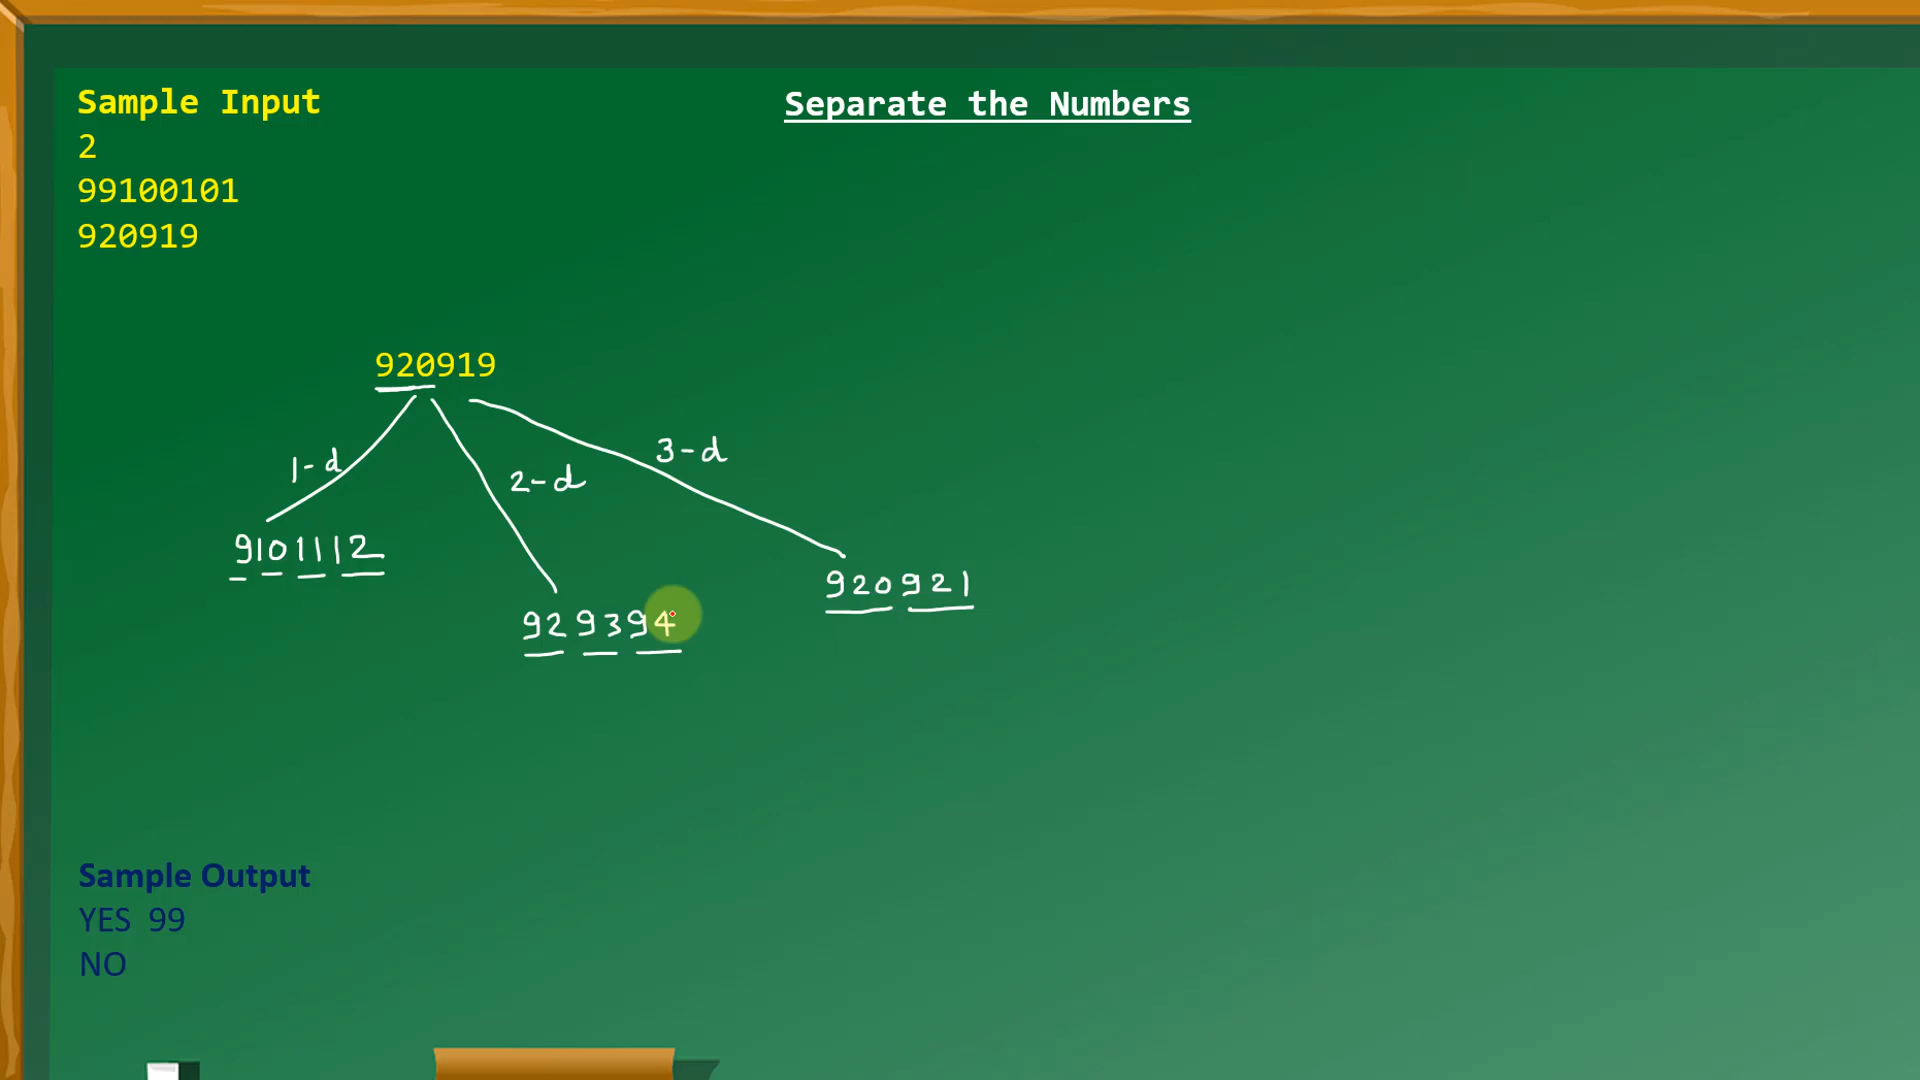 Separate the Numbers
Sample Input
2
99100101
920919
920919
1-d
2-d
3-d
9101112
929394
920921
Sample Output
YES 99
NO